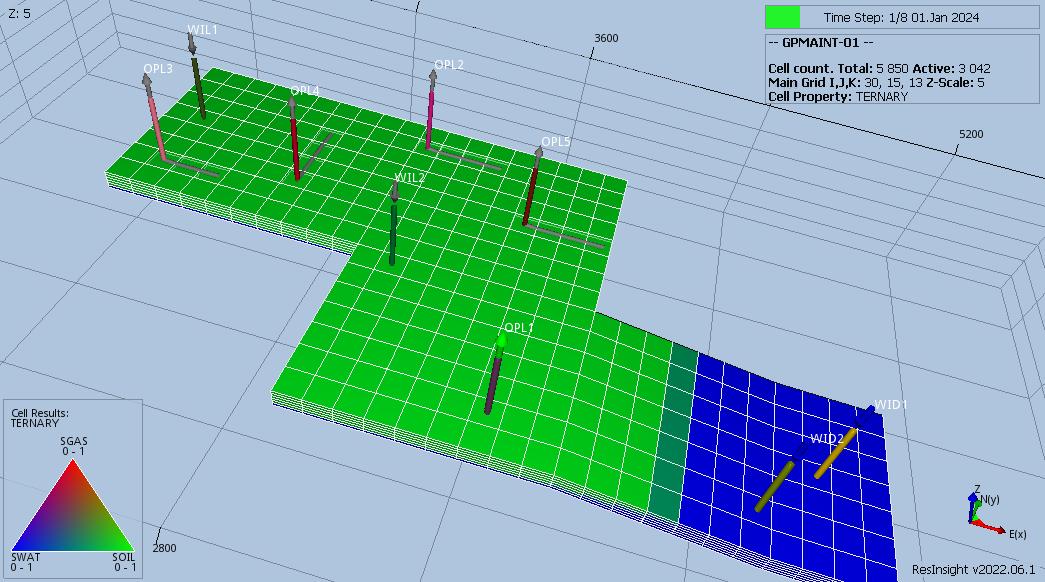 Z: 5
Time Step: 1/8 01.Jan 2024
-- GPMAINT-01 --
Cell count. Total: 5 850 Active: 3 042
Main Grid I,J,K: 30, 15, 13 Z-Scale: 5
Cell Property: TERNARY
WIL1
3600
OPL3
OPL2
OPL4
5200
OPL5
WIL2
OPL1
WID1
WID2
Cell Results:
TERNARY
SGAS
0 - 1
SWAT
0 - 1
SOIL
0 - 1
2800
Z
N(y)
E(x)
ResInsight v2022.06.1